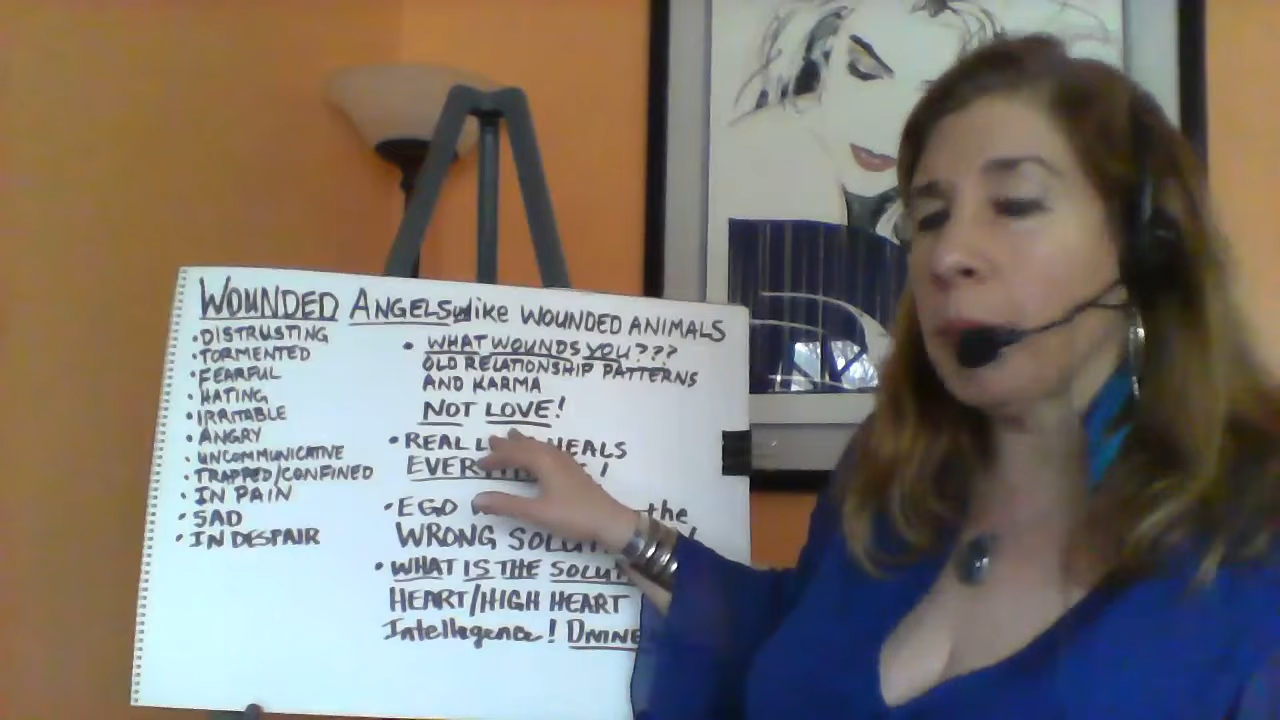 WOUNDED ANGELS like WOUNDED ANIMALS
• DISTRUSTING
• TORMENTED
• FEARFUL
• HATING
• IRRITABLE
• ANGRY
• UNCOMMUNICATIVE
• TRAPPED/CONFINED
• IN PAIN
• SAD
• IN DESPAIR
• WHAT WOUNDS YOU???
OLD RELATIONSHIP PATTERNS
AND KARMA
NOT LOVE!
• REAL HEALS
!
• EGO the
WRONG
• WHAT IS THE
HEART/HIGH HEART
Intellegence! DIVINE